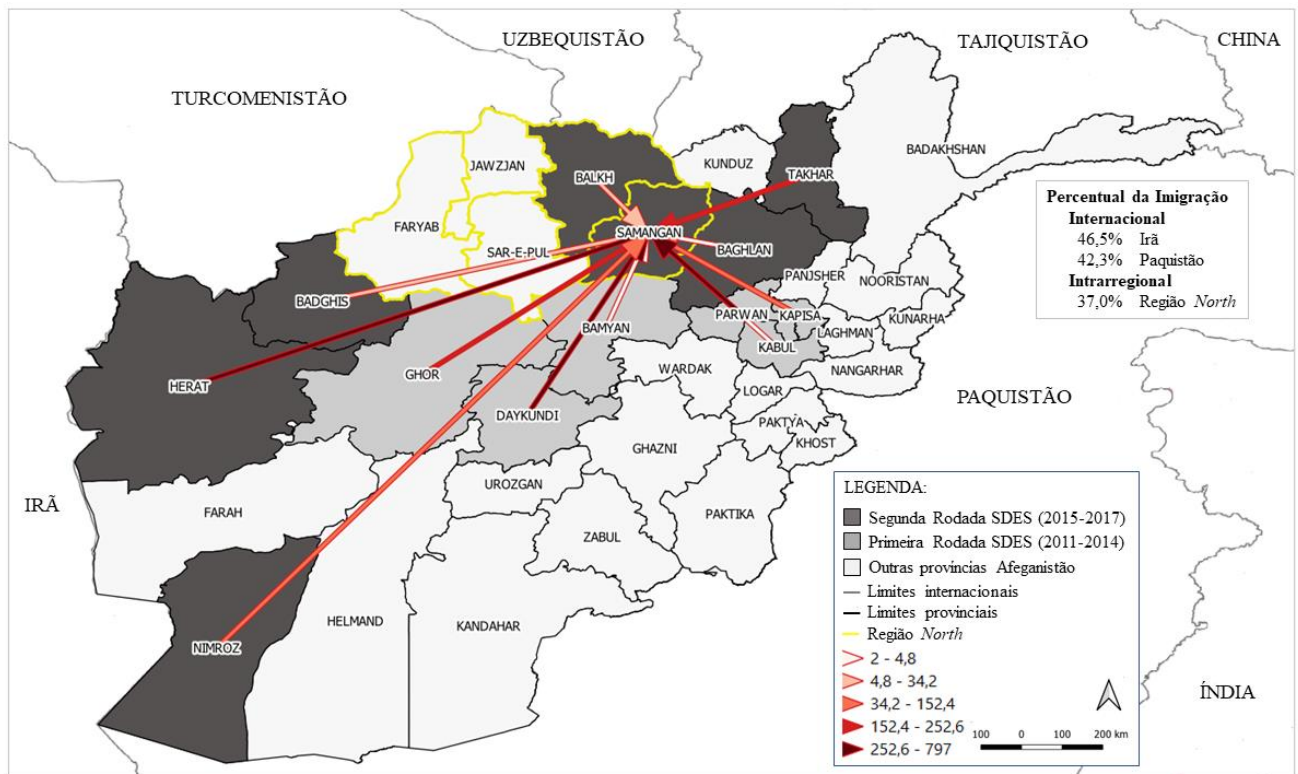 UZBEQUISTÃO
TAJIQUISTÃO
CHINA
TURCOMENISTÃO
JAWZJAN
BALKH
KUNDUZ
TAKHAR
BADAKHSHAN
FARYAB
SAMANGAN
SAR-E-PUL
BAGHLAN
BADGHIS
PANJSHER
NOORISTAN
BAMYAN
PARWAN
KAPISA
KUNARHA
LAGHMAN
KABUL
HERAT
GHOR
WARDAK
NANGARHAR
LOGAR
DAYKUNDI
PAKTYA
KHOST
GHAZNI
UROZGAN
FARAH
ZABUL
PAKTIKA
HELMAND
KANDAHAR
NIMROZ
IRÃ
PAQUISTÃO
ÍNDIA
Percentual da Imigração
Internacional
46,5% Irã
42,3% Paquistão
Intrarregional
37,0% Região North
LEGENDA:
Segunda Rodada SDES (2015-2017)
Primeira Rodada SDES (2011-2014)
Outras provincias Afeganistão
Limites internacionais
Limites provinciais
Região North
2 - 4,8
4,8 - 34,2
34,2 - 152,4
152,4 - 252,6
252,6 - 797
100 0 100 200 km